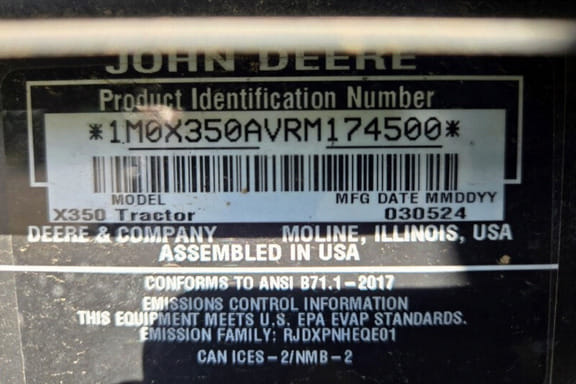 JOHN DEERE
Product Identification Number
*1M0X350AVRM174500*
MODEL MFG DATE MMDDYY
X350 Tractor 030524
DEERE & COMPANY MOLINE, ILLINOIS, USA
ASSEMBLED IN USA
CONFORMS TO ANSI B71.1-2017
EMISSIONS CONTROL INFORMATION
THIS EQUIPMENT MEETS U.S. EPA EVAP STANDARDS.
EMISSION FAMILY: RJDXPNHEQE01
CAN ICES-2/NMB-2